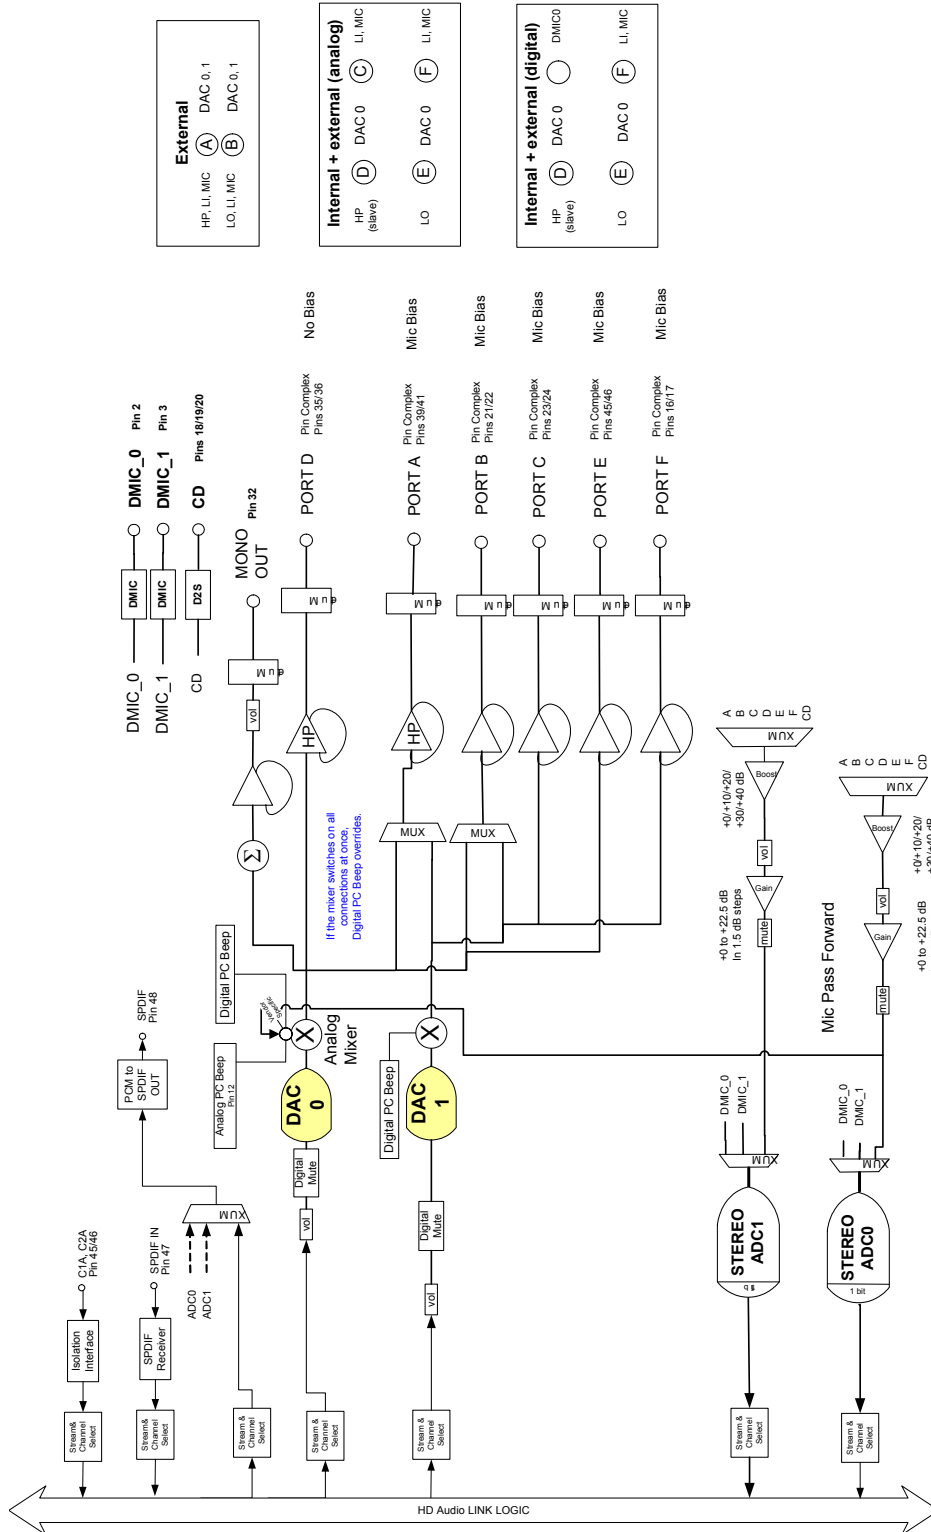 External
HP, LI, MIC
A
DAC 0, 1
LO, LI, MIC
B
DAC 0, 1
Internal + external (analog)
HP
(slave)
D
DAC 0
C
LI, MIC
LO
E
DAC 0
F
LI, MIC
Internal + external (digital)
HP
(slave)
D
DAC 0
DMIC0
LO
E
DAC 0
F
LI, MIC
DMIC_0
DMIC
DMIC_0
Pin 2
DMIC_1
DMIC
DMIC_1
Pin 3
CD
D2S
CD
Pins 18/19/20
MONO
OUT
Pin 32
Σ
vol
Mute
HP
Mute
PORT D
Pin Complex
Pins 35/36
No Bias
MUX
HP
Mute
PORT A
Pin Complex
Pins 39/41
Mic Bias
MUX
Mute
PORT B
Pin Complex
Pins 21/22
Mic Bias
Mute
PORT C
Pin Complex
Pins 23/24
Mic Bias
Mute
PORT E
Pin Complex
Pins 45/46
Mic Bias
Mute
PORT F
Pin Complex
Pins 16/17
Mic Bias
If the mixer switches on all
connections at once,
Digital PC Beep overrides.
Isolation
Interface
C1A, C2A
Pin 45/46
Stream&
Channel
Select
SPDIF
Receiver
SPDIF IN
Pin 47
Stream&
Channel
Select
ADC0
ADC1
MUX
PCM to
SPDIF
OUT
SPDIF
Pin 48
Stream &
Channel
Select
Stream &
Channel
Select
vol
Digital
Mute
DAC
0
X
Analog
Mixer
Analog PC Beep
Pin 12
Digital PC Beep
Vendor
Specific
Stream &
Channel
Select
vol
Digital
Mute
DAC
1
X
Digital PC Beep
Stream &
Channel
Select
STEREO
ADC1
MUX
DMIC_0
DMIC_1
mute
Gain
vol
Boost
MUX
A
B
C
D
E
F
CD
+0/+10/+20/
+30/+40 dB
+0 to +22.5 dB
In 1.5 dB steps
Mic Pass Forward
Stream &
Channel
Select
1 bit
STEREO
ADC0
MUX
DMIC_0
DMIC_1
mute
Gain
vol
Boost
MUX
A
B
C
D
E
F
CD
+0/+10/+20/
+30/+40 dB
+0 to +22.5 dB
HD Audio LINK LOGIC